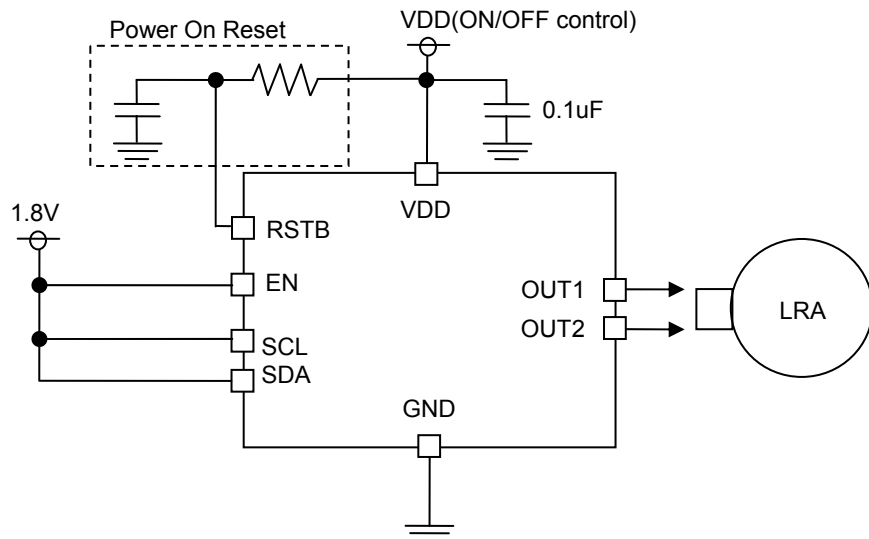 Power On Reset
VDD(ON/OFF control)
0.1uF
VDD
1.8V
RSTB
EN
SCL
SDA
OUT1
OUT2
LRA
GND